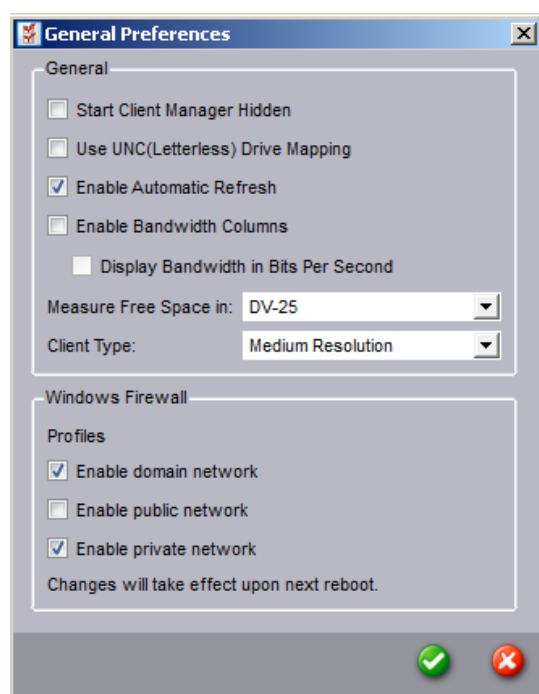 General Preferences
General
Start Client Manager Hidden
Use UNC(Letterless) Drive Mapping
Enable Automatic Refresh
Enable Bandwidth Columns
Display Bandwidth in Bits Per Second
Measure Free Space in: DV-25
Client Type: Medium Resolution
Windows Firewall
Profiles
Enable domain network
Enable public network
Enable private network
Changes will take effect upon next reboot.